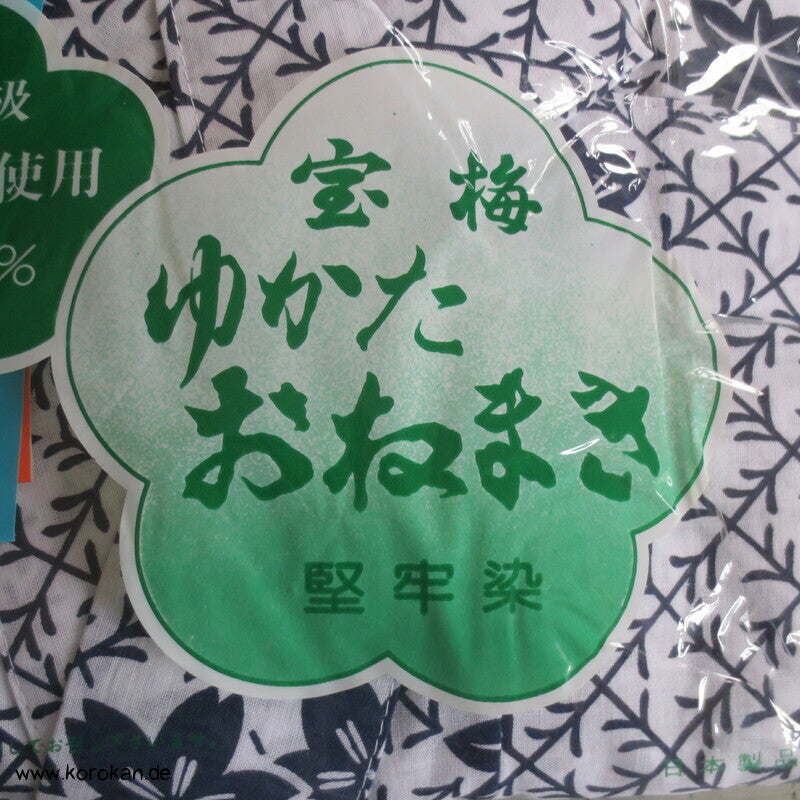 級
使用
%
宝梅
ゆかた
おねまき
堅牢染
日本製品
www.korokan.de